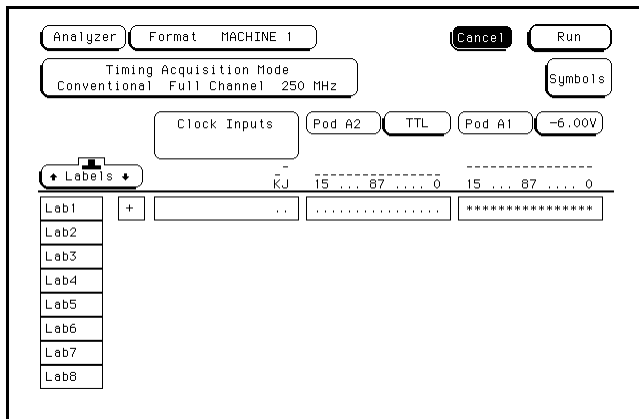 Analyzer Format MACHINE 1 Cancel Run
Timing Acquisition Mode
Conventional Full Channel 250 MHz
Symbols
Clock Inputs Pod A2 TTL Pod A1 -6.00V
↑ Labels ↓
KJ 15 ... 87 .... 0 15 ... 87 .... 0
Lab1 + .. ................ ****************
Lab2
Lab3
Lab4
Lab5
Lab6
Lab7
Lab8